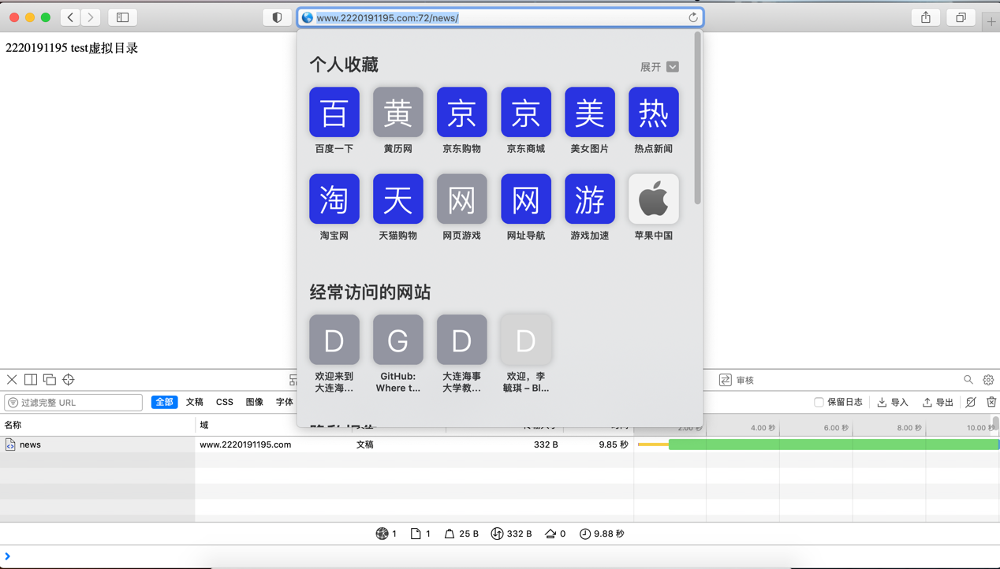 www.2220191195.com:72/news/
2220191195 test虚拟目录
个人收藏
展开
百 黄 京 京 美 热
百度一下 黄历网 京东购物 京东商城 美女图片 热点新闻
淘 天 网 网 游
淘宝网 天猫购物 网页游戏 网址导航 游戏加速 苹果中国
经常访问的网站
D G D D
欢迎来到 GitHub: 大连海事 欢迎，李
大连海... Where t... 大学教... 毓琪 – Bl...
审核
过滤完整 URL 全部 文稿 CSS 图像 字体 保留日志 导入 导出
名称 域 2.00 秒 4.00 秒 6.00 秒 8.00 秒 10.00 秒
news www.2220191195.com 文稿 332 B 9.85 秒
1 1 25 B 332 B 0 9.88 秒